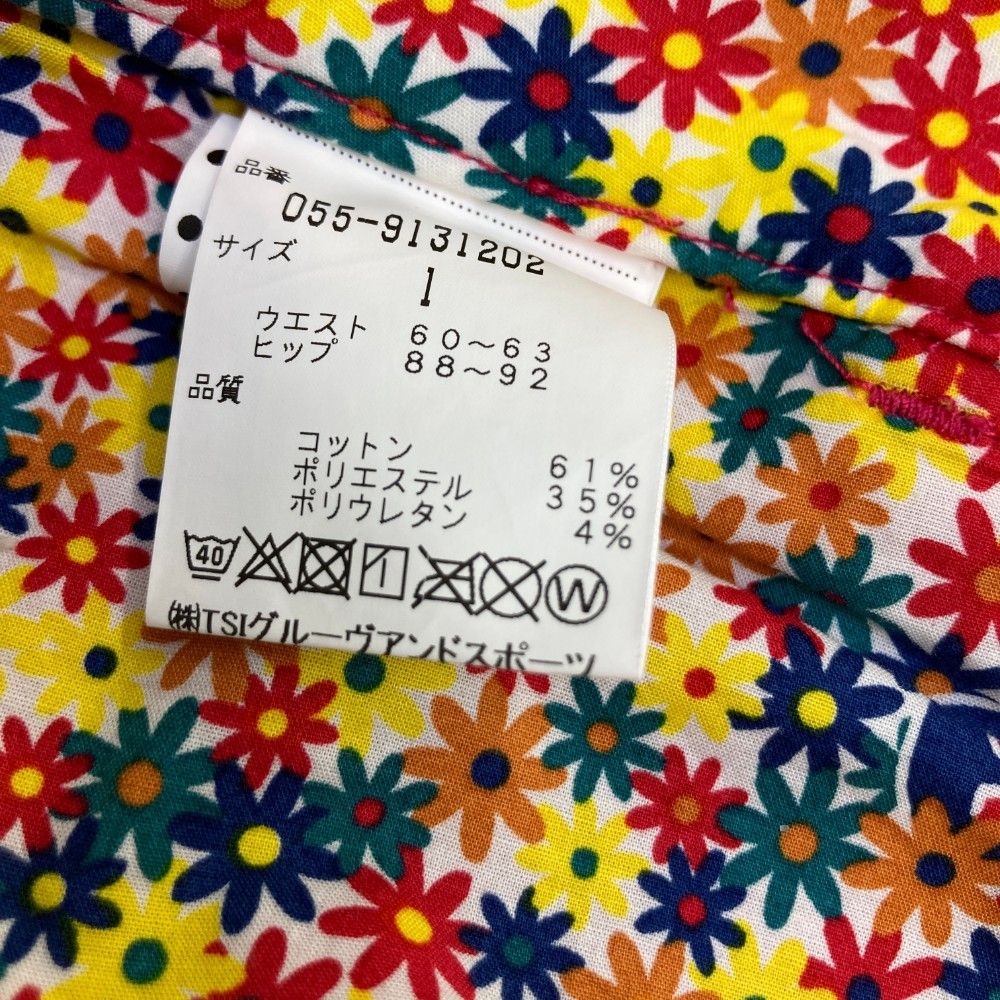 品番
055-9131202
サイズ
1
ウエスト 60～63
ヒップ 88～92
品質
コットン 61%
ポリエステル 35%
ポリウレタン 4%
40 W
㈱TSIグルーヴアンドスポーツ